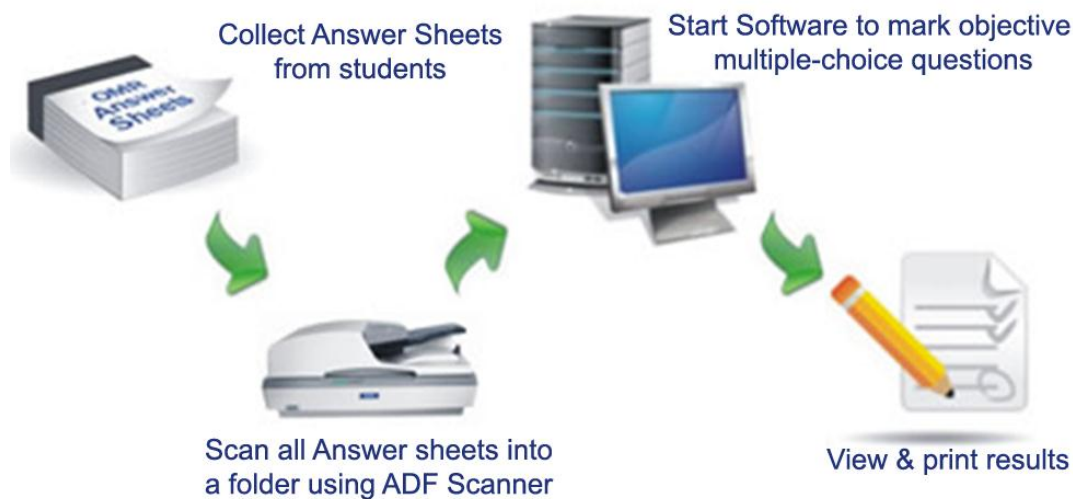 Collect Answer Sheets
from students
OMR
Answer
Sheets
Scan all Answer sheets into
a folder using ADF Scanner
Start Software to mark objective
multiple-choice questions
View & print results